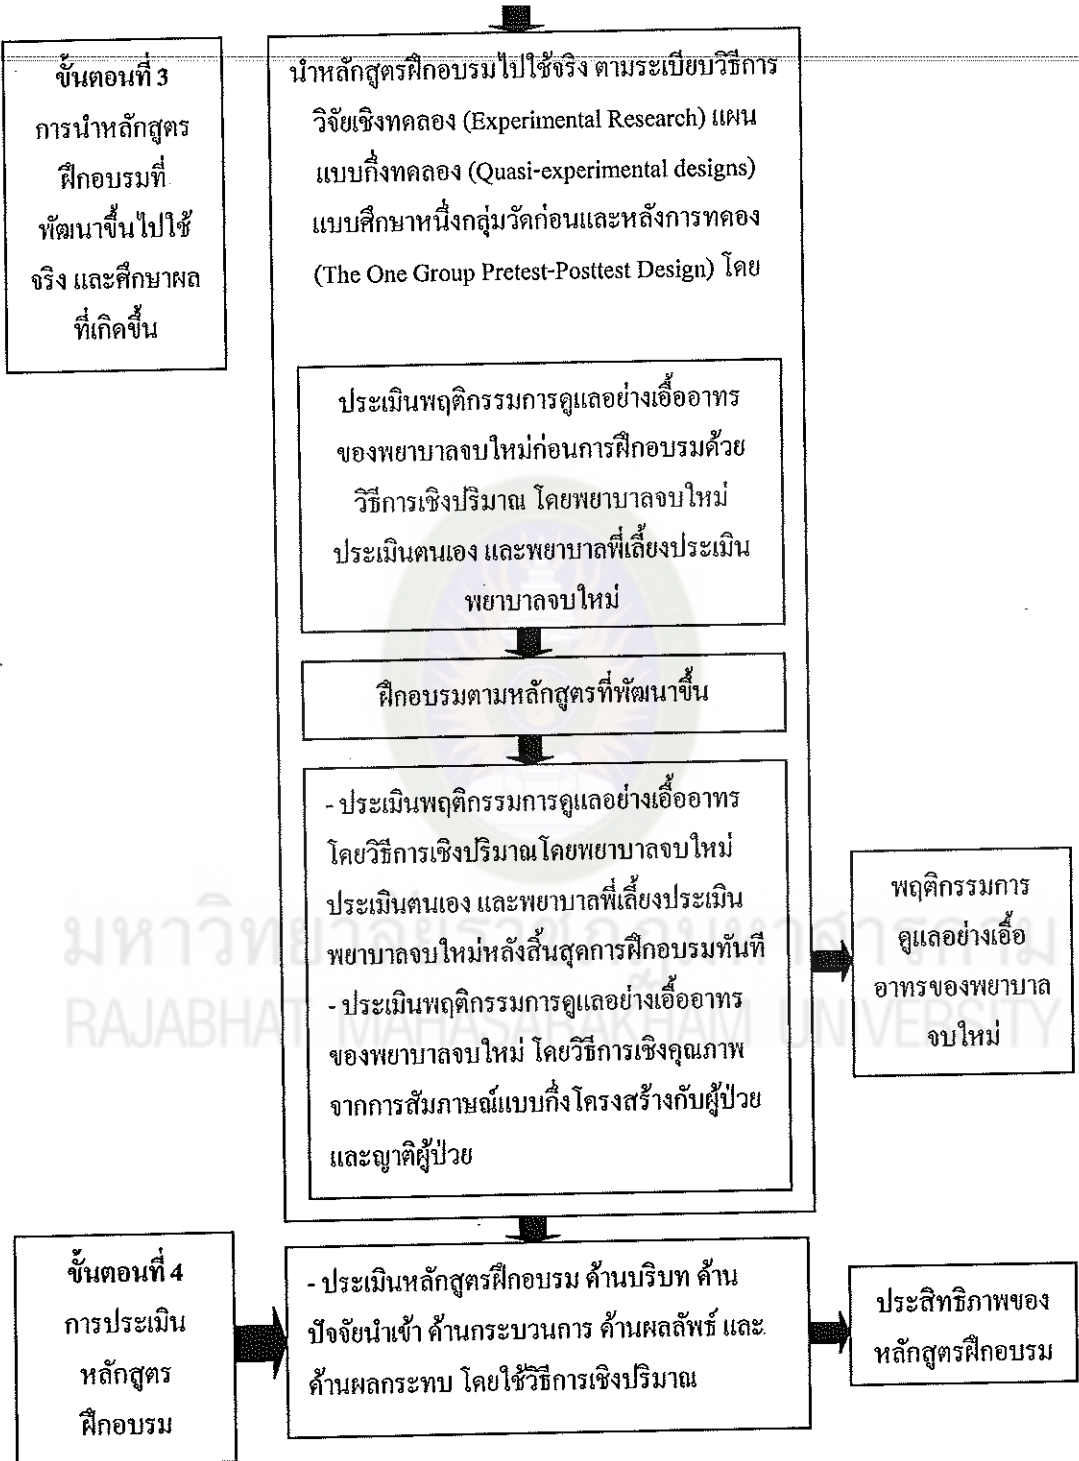 ขั้นตอนที่ 3
การนำหลักสูตร
ฝึกอบรมที่
พัฒนาขึ้นไปใช้
จริง และศึกษาผล
ที่เกิดขึ้น
นำหลักสูตรฝึกอบรมไปใช้จริง ตามระเบียบวิธีการ
วิจัยเชิงทดลอง (Experimental Research) แผน
แบบกึ่งทดลอง (Quasi-experimental designs)
แบบศึกษาหนึ่งกลุ่มวัดก่อนและหลังการทดอง
(The One Group Pretest-Posttest Design) โดย
ประเมินพฤติกรรมการดูแลอย่างเอื้ออาทร
ของพยาบาลจบใหม่ก่อนการฝึกอบรมด้วย
วิธีการเชิงปริมาณ โดยพยาบาลจบใหม่
ประเมินตนเอง และพยาบาลพี่เลี้ยงประเมิน
พยาบาลจบใหม่
ฝึกอบรมตามหลักสูตรที่พัฒนาขึ้น
- ประเมินพฤติกรรมการดูแลอย่างเอื้ออาทร
โดยวิธีการเชิงปริมาณโดยพยาบาลจบใหม่
ประเมินตนเอง และพยาบาลพี่เลี้ยงประเมิน
พยาบาลจบใหม่หลังสิ้นสุดการฝึกอบรมทันที
- ประเมินพฤติกรรมการดูแลอย่างเอื้ออาทร
ของพยาบาลจบใหม่ โดยวิธีการเชิงคุณภาพ
จากการสัมภาษณ์แบบกึ่งโครงสร้างกับผู้ป่วย
และญาติผู้ป่วย
พฤติกรรมการ
ดูแลอย่างเอื้อ
อาทรของพยาบาล
จบใหม่
มหาวิทยาลัยราชภัฏมหาสารคาม
RAJABHAT MAHASARAKHAM UNIVERSITY
ขั้นตอนที่ 4
การประเมิน
หลักสูตร
ฝึกอบรม
- ประเมินหลักสูตรฝึกอบรม ด้านบริบท ด้าน
ปัจจัยนำเข้า ด้านกระบวนการ ด้านผลลัพธ์ และ
ด้านผลกระทบ โดยใช้วิธีการเชิงปริมาณ
ประสิทธิภาพของ
หลักสูตรฝึกอบรม